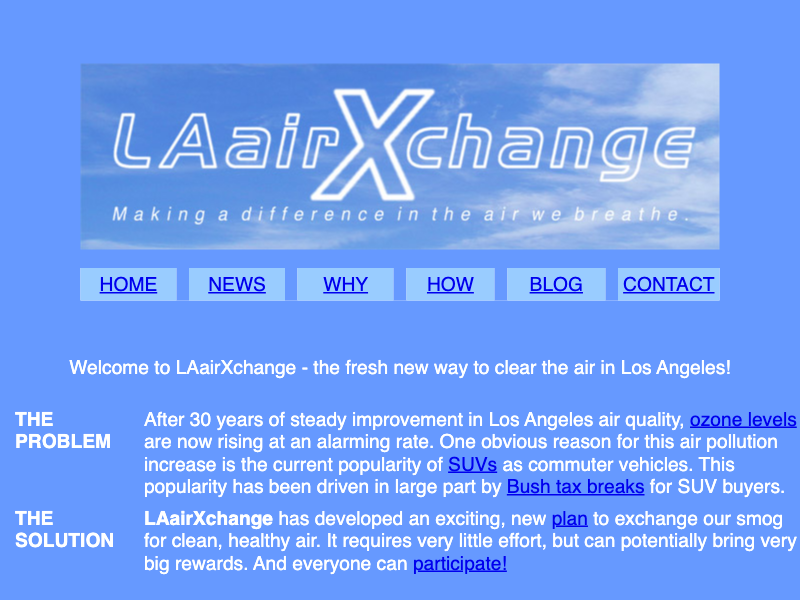 LAairXchange
Making a difference in the air we breathe.
HOME NEWS WHY HOW BLOG CONTACT
Welcome to LAairXchange - the fresh new way to clear the air in Los Angeles!
THE PROBLEM
After 30 years of steady improvement in Los Angeles air quality, ozone levels
are now rising at an alarming rate. One obvious reason for this air pollution
increase is the current popularity of SUVs as commuter vehicles. This
popularity has been driven in large part by Bush tax breaks for SUV buyers.
THE SOLUTION
LAairXchange has developed an exciting, new plan to exchange our smog
for clean, healthy air. It requires very little effort, but can potentially bring very
big rewards. And everyone can participate!